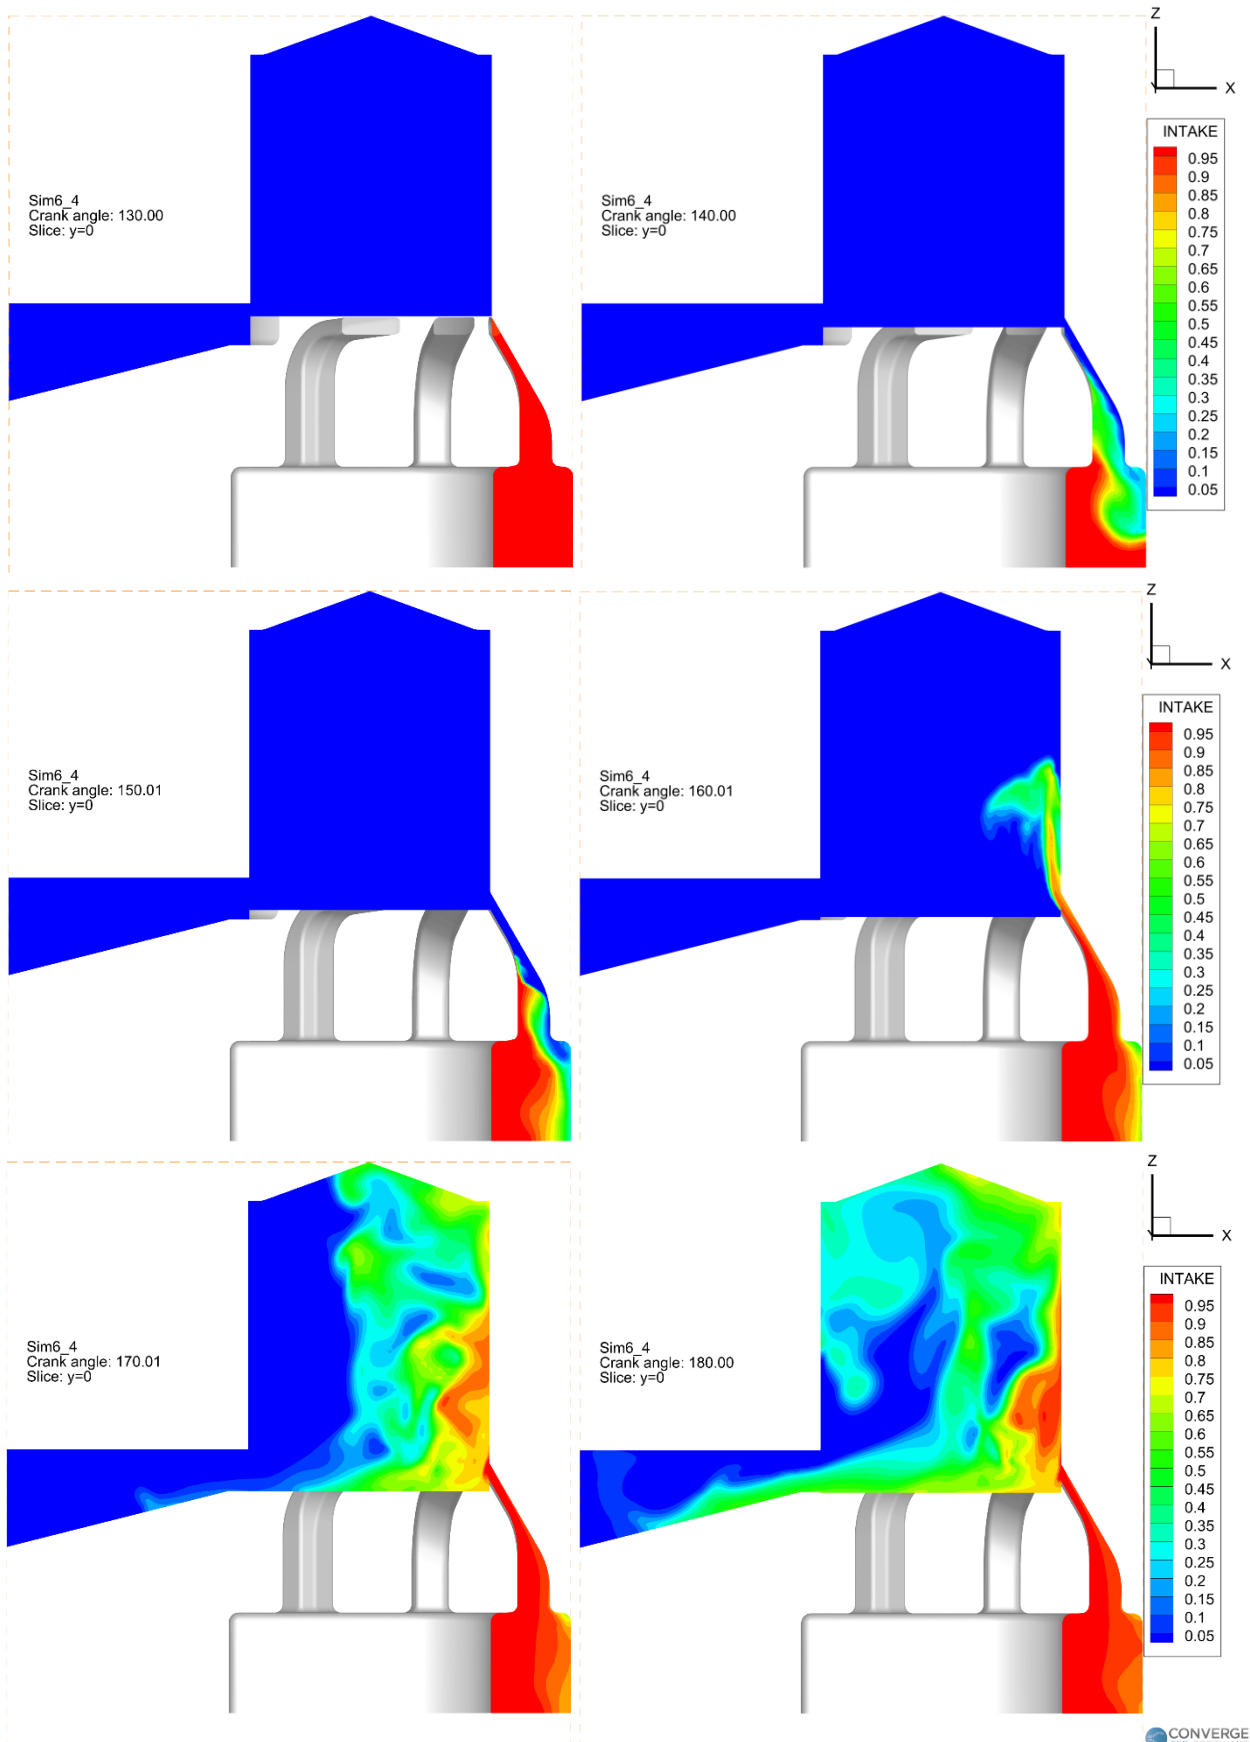 Z
X
Y
INTAKE
0.95
0.9
0.85
0.8
0.75
0.7
0.65
0.6
0.55
0.5
0.45
0.4
0.35
0.3
0.25
0.2
0.15
0.1
0.05
Sim6_4
Crank angle: 130.00
Slice: y=0
Sim6_4
Crank angle: 140.00
Slice: y=0
Z
X
Y
INTAKE
0.95
0.9
0.85
0.8
0.75
0.7
0.65
0.6
0.55
0.5
0.45
0.4
0.35
0.3
0.25
0.2
0.15
0.1
0.05
Sim6_4
Crank angle: 150.01
Slice: y=0
Sim6_4
Crank angle: 160.01
Slice: y=0
Z
X
Y
INTAKE
0.95
0.9
0.85
0.8
0.75
0.7
0.65
0.6
0.55
0.5
0.45
0.4
0.35
0.3
0.25
0.2
0.15
0.1
0.05
Sim6_4
Crank angle: 170.01
Slice: y=0
Sim6_4
Crank angle: 180.00
Slice: y=0
CONVERGE